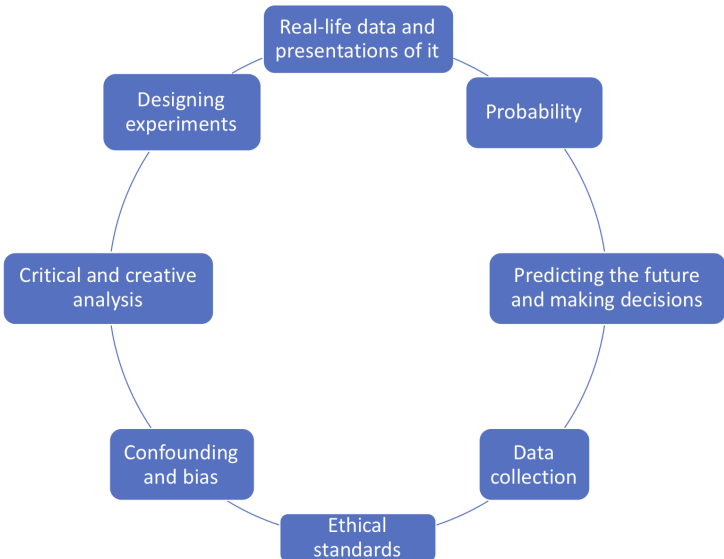 Real-life data and
presentations of it
Probability
Predicting the future
and making decisions
Data
collection
Ethical
standards
Confounding
and bias
Critical and creative
analysis
Designing
experiments